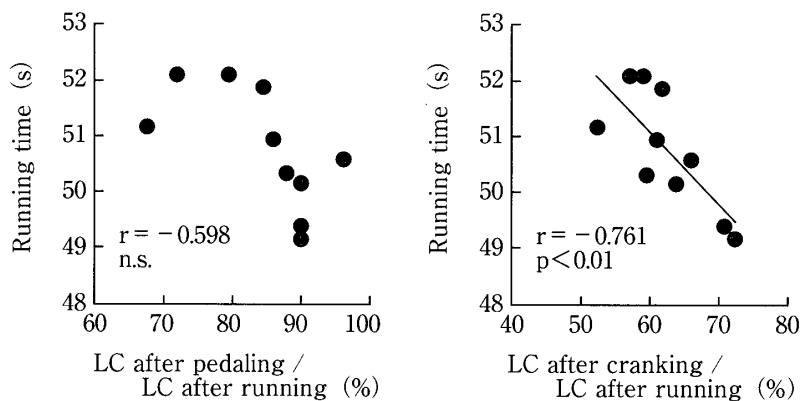 53
52
51
50
49
48
Running time (s)
r = −0.598
n.s.
60 70 80 90 100
LC after pedaling /
LC after running (%)
53
52
51
50
49
48
Running time (s)
r = −0.761
p<0.01
40 50 60 70 80
LC after cranking /
LC after running (%)